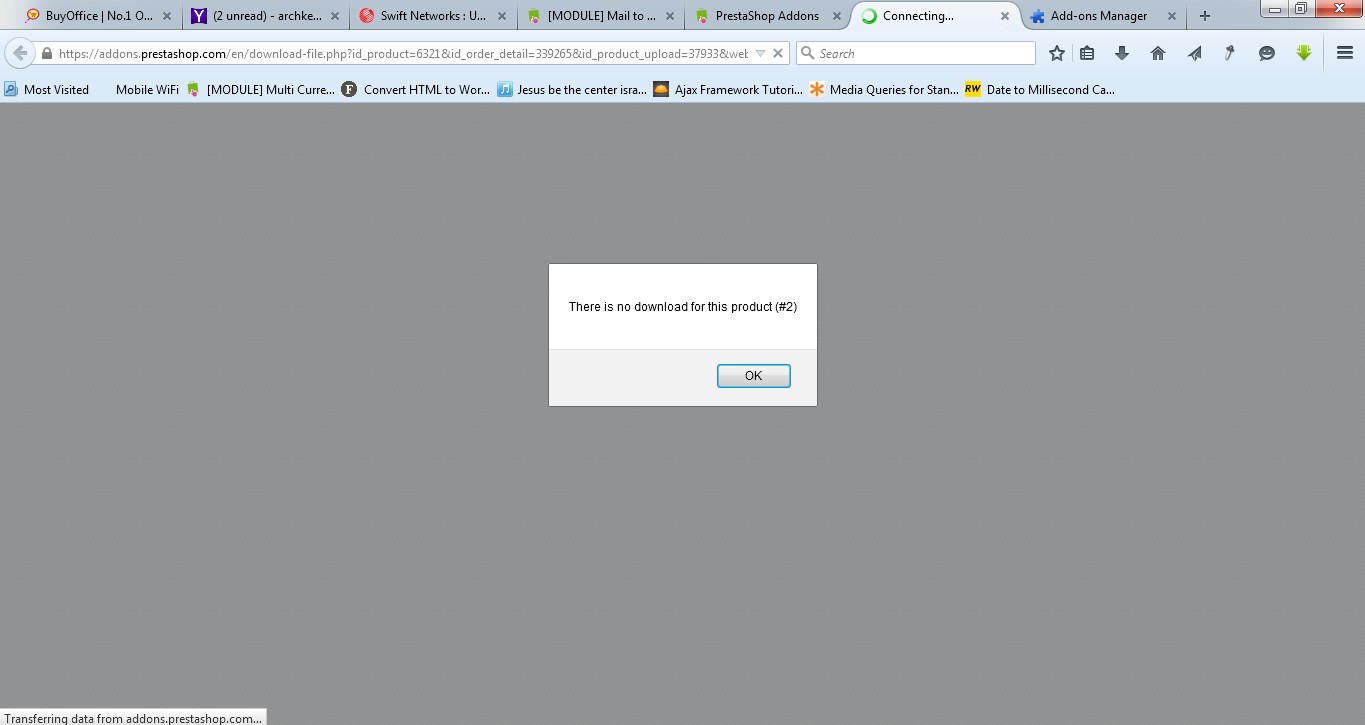 BuyOffice | No.1 O...
(2 unread) - archke...
Swift Networks : U...
[MODULE] Mail to ...
PrestaShop Addons
Connecting...
Add-ons Manager
https://addons.prestashop.com/en/download-file.php?id_product=6321&id_order_detail=339265&id_product_upload=37933&web
Search
Most Visited
Mobile WiFi
[MODULE] Multi Curre...
F
Convert HTML to Wor...
Jesus be the center isra...
Ajax Framework Tutori...
Media Queries for Stan...
RW
Date to Millisecond Ca...
There is no download for this product (#2)
OK
Transferring data from addons.prestashop.com...